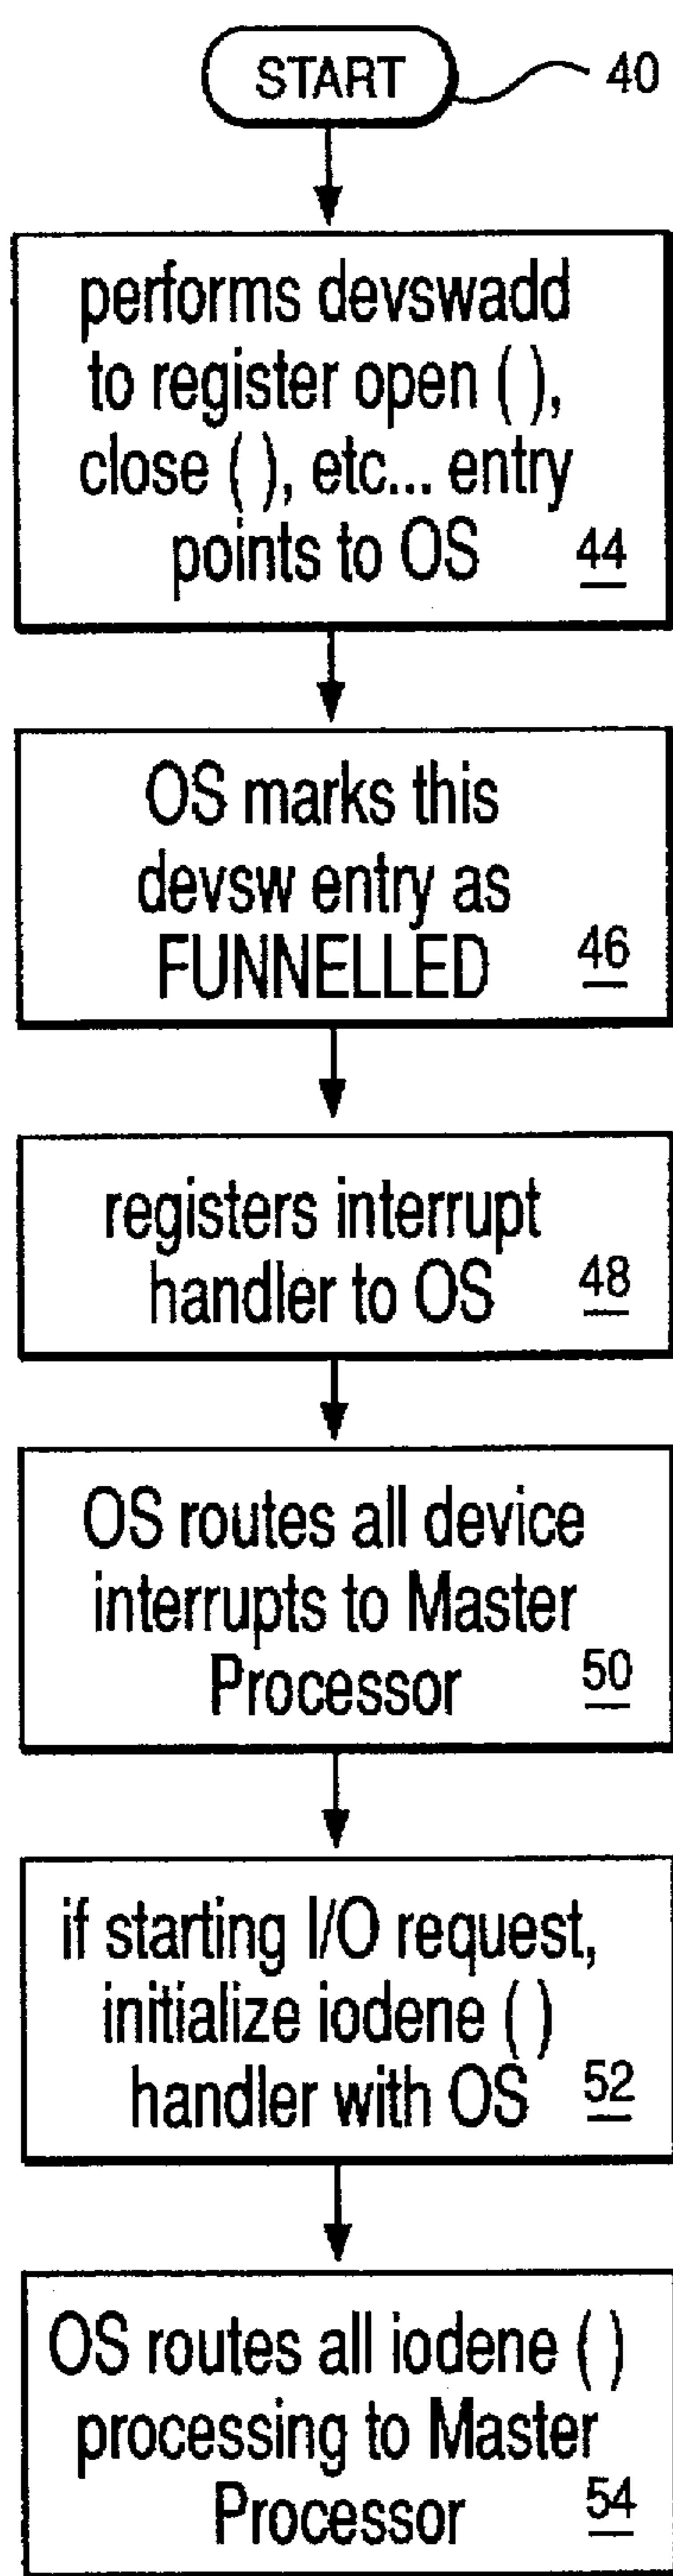 START
40
performs devswadd
to register open ( ),
close ( ), etc... entry
points to OS 44
OS marks this
devsw entry as
FUNNELLED 46
registers interrupt
handler to OS 48
OS routes all device
interrupts to Master
Processor 50
if starting I/O request,
initialize iodene ( )
handler with OS 52
OS routes all iodene ( )
processing to Master
Processor 54